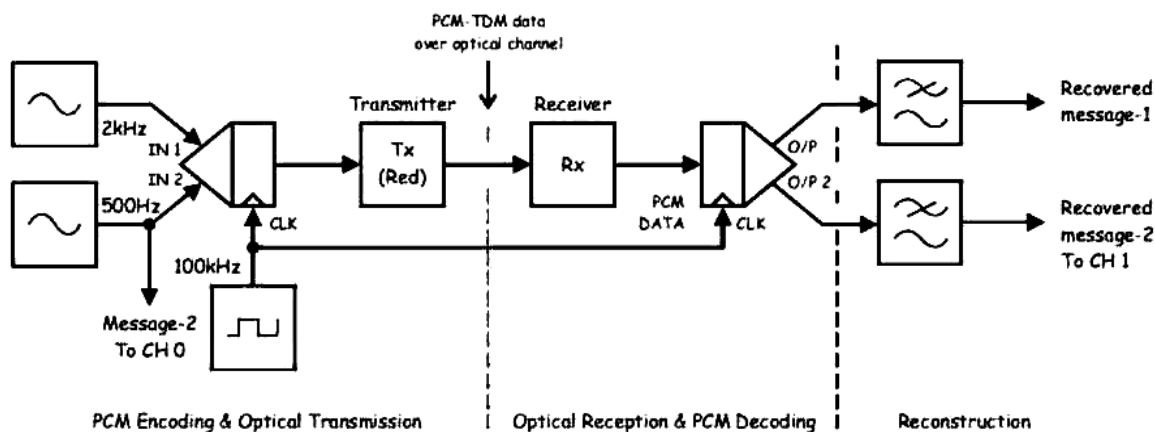 PCM-TDM data
over optical channel
2kHz
IN 1
IN 2
500Hz
Message-2
To CH 0
100kHz
CLK
Transmitter
Tx
(Red)
Receiver
Rx
PCM
DATA
CLK
O/P
O/P 2
Recovered
message-1
Recovered
message-2
To CH 1
PCM Encoding & Optical Transmission
Optical Reception & PCM Decoding
Reconstruction